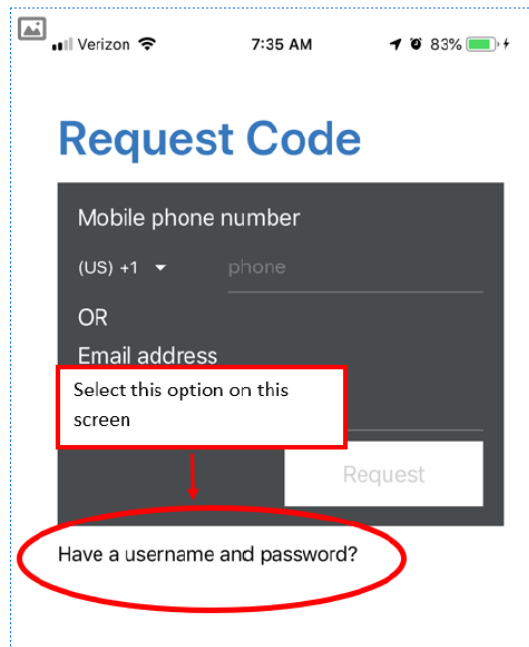 Verizon 7:35 AM 83%
Request Code
Mobile phone number
(US) +1 phone
OR
Email address
Select this option on this
screen
Request
Have a username and password?